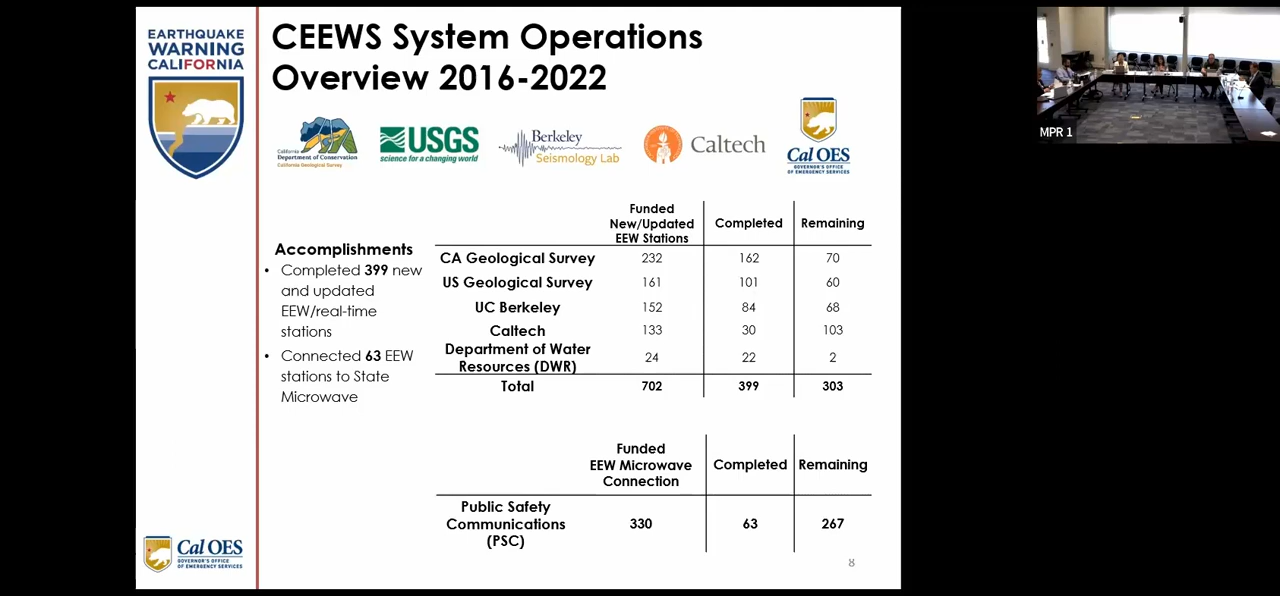 EARTHQUAKE
WARNING
CALIFORNIA
CEEWS System Operations
Overview 2016-2022
California
Department of Conservation
California Geological Survey
USGS
science for a changing world
Berkeley
Seismology Lab
Caltech
Cal OES
GOVERNOR'S OFFICE
OF EMERGENCY SERVICES
MPR 1
Accomplishments
• Completed 399 new
and updated
EEW/real-time
stations
• Connected 63 EEW
stations to State
Microwave
Funded
New/Updated
EEW Stations
Completed
Remaining
CA Geological Survey 232 162 70
US Geological Survey 161 101 60
UC Berkeley 152 84 68
Caltech 133 30 103
Department of Water
Resources (DWR) 24 22 2
Total 702 399 303
Funded
EEW Microwave
Connection
Completed
Remaining
Public Safety
Communications
(PSC)
330 63 267
Cal OES
GOVERNOR'S OFFICE
OF EMERGENCY SERVICES
8